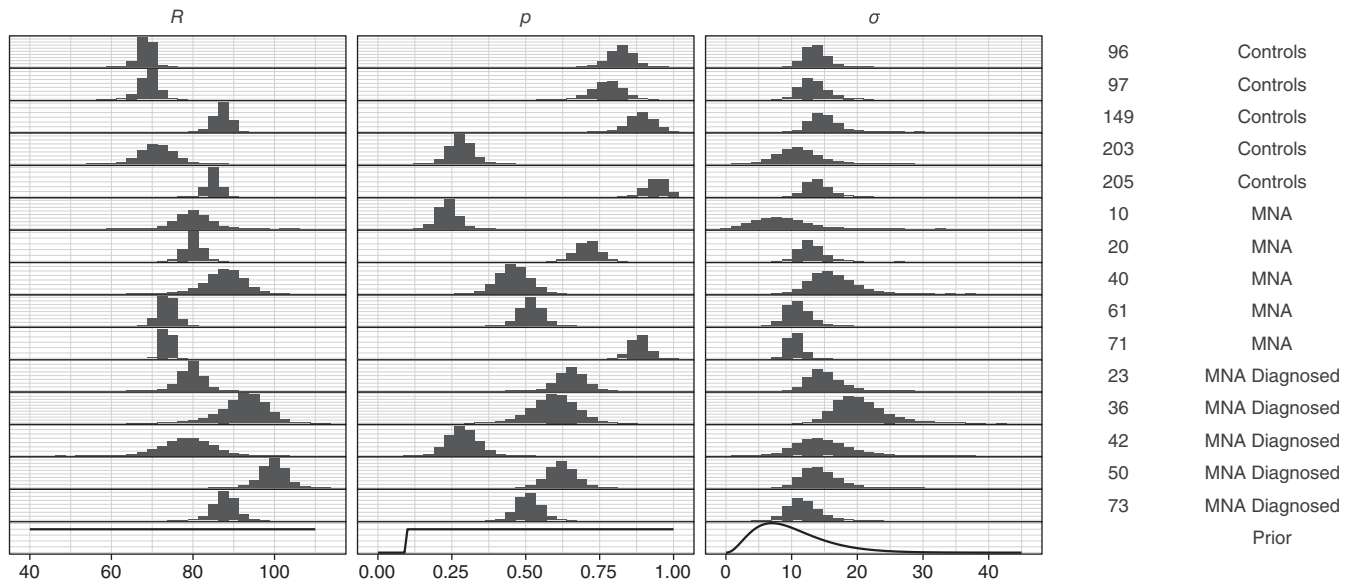 R p σ
96 Controls
97 Controls
149 Controls
203 Controls
205 Controls
10 MNA
20 MNA
40 MNA
61 MNA
71 MNA
23 MNA Diagnosed
36 MNA Diagnosed
42 MNA Diagnosed
50 MNA Diagnosed
73 MNA Diagnosed
Prior
40 60 80 100 0.00 0.25 0.50 0.75 1.00 0 10 20 30 40